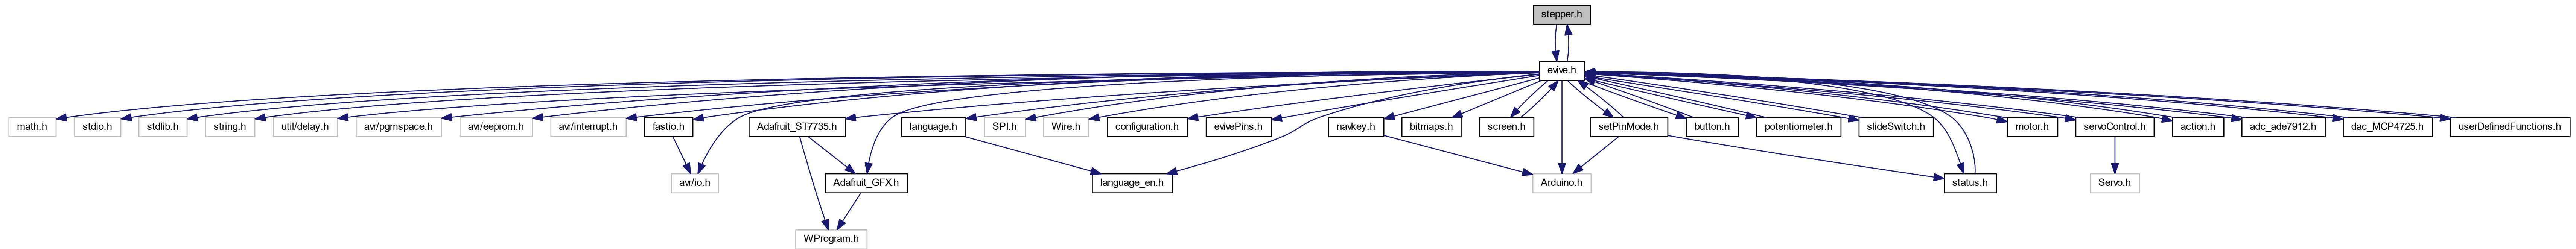 stepper.h
evive.h
math.h
stdio.h
stdlib.h
string.h
util/delay.h
avr/pgmspace.h
avr/eeprom.h
avr/interrupt.h
fastio.h
Adafruit_ST7735.h
language.h
SPI.h
Wire.h
configuration.h
evivePins.h
navkey.h
bitmaps.h
screen.h
setPinMode.h
button.h
potentiometer.h
slideSwitch.h
motor.h
servoControl.h
action.h
adc_ade7912.h
dac_MCP4725.h
userDefinedFunctions.h
avr/io.h
Adafruit_GFX.h
language_en.h
Arduino.h
status.h
Servo.h
WProgram.h